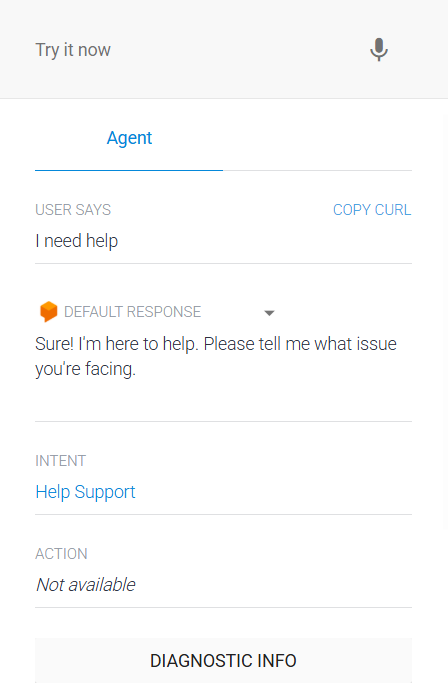 Try it now
Agent
USER SAYS
COPY CURL
I need help
DEFAULT RESPONSE
Sure! I'm here to help. Please tell me what issue
you're facing.
INTENT
Help Support
ACTION
Not available
DIAGNOSTIC INFO